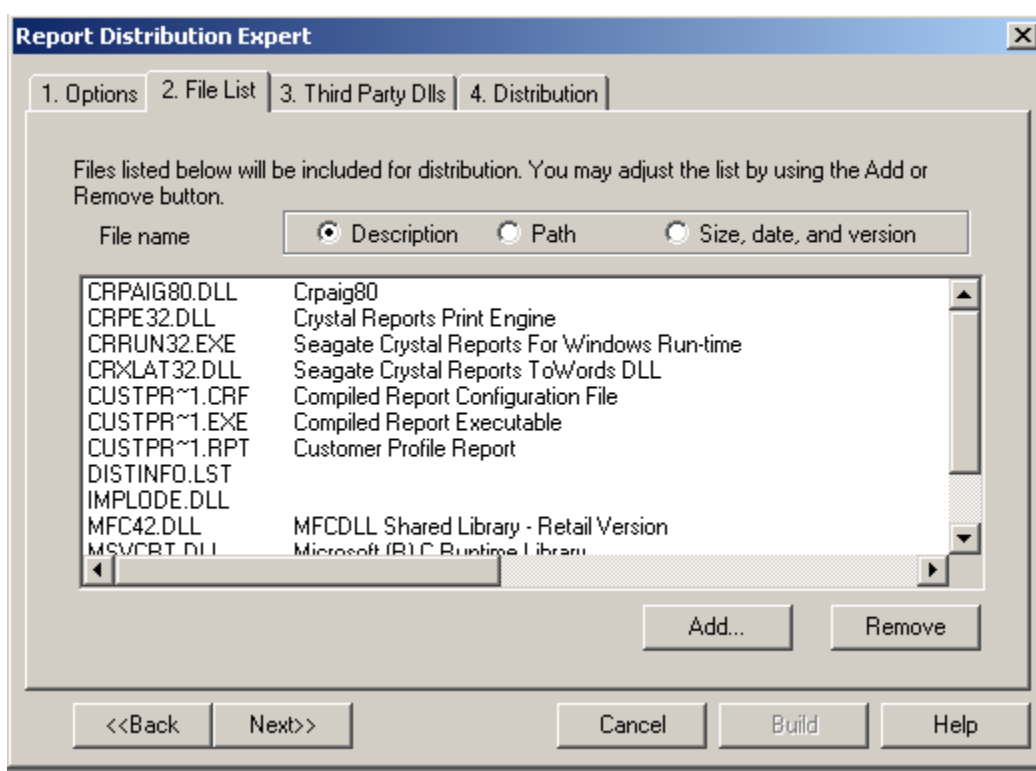 Report Distribution Expert
1. Options 2. File List 3. Third Party Dlls 4. Distribution
Files listed below will be included for distribution. You may adjust the list by using the Add or
Remove button.
File name Description Path Size, date, and version
CRPAIG80.DLL Crpaig80
CRPE32.DLL Crystal Reports Print Engine
CRRUN32.EXE Seagate Crystal Reports For Windows Run-time
CRXLAT32.DLL Seagate Crystal Reports ToWords DLL
CUSTPR~1.CRF Compiled Report Configuration File
CUSTPR~1.EXE Compiled Report Executable
CUSTPR~1.RPT Customer Profile Report
DISTINFO.LST
IMPLODE.DLL
MFC42.DLL MFCDLL Shared Library - Retail Version
MSVCRT.DLL Microsoft (R) C Runtime Library
Add... Remove
<<Back Next>> Cancel Build Help